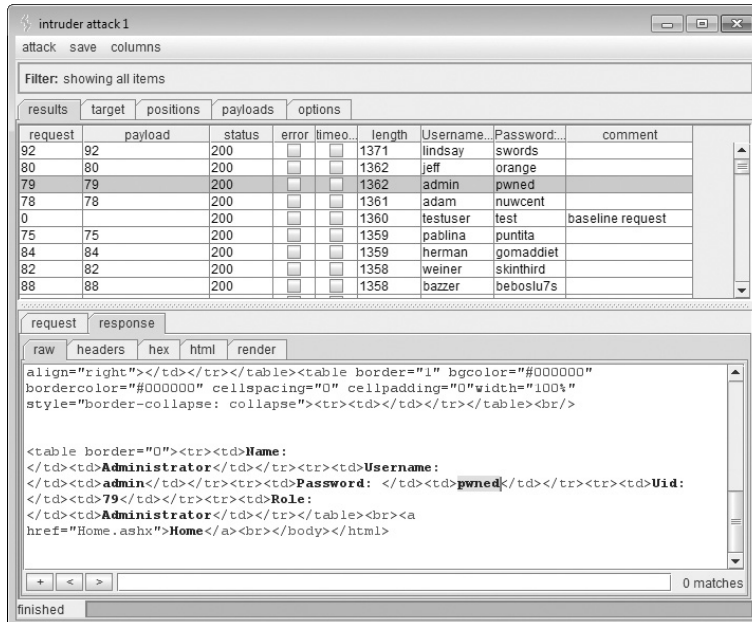 intruder attack 1
attack save columns
Filter: showing all items
results target positions payloads options
request payload status error timeo... length Username... Password:... comment
92 92 200 1371 lindsay swords
80 80 200 1362 jeff orange
79 79 200 1362 admin pwned
78 78 200 1361 adam nuwcent
0 200 1360 testuser test baseline request
75 75 200 1359 pablina puntita
84 84 200 1359 herman gomaddiet
82 82 200 1358 weiner skinthird
88 88 200 1358 bazzer beboslu7s
request response
raw headers hex html render
align="right"></td></tr></table><table border="1" bgcolor="#000000"
bordercolor="#000000" cellspacing="0" cellpadding="0"width="100%"
style="border-collapse: collapse"><tr><td></td></tr></table><br/>
<table border="0"><tr><td>Name:
</td><td>Administrator</td></tr><tr><td>Username:
</td><td>admin</td></tr><tr><td>Password: </td><td>pwned</td></tr><tr><td>Uid:
</td><td>79</td></tr><tr><td>Role:
</td><td>Administrator</td></tr></table><br><a
href="Home.ashx">Home</a><br></body></html>
+ < > 0 matches
finished